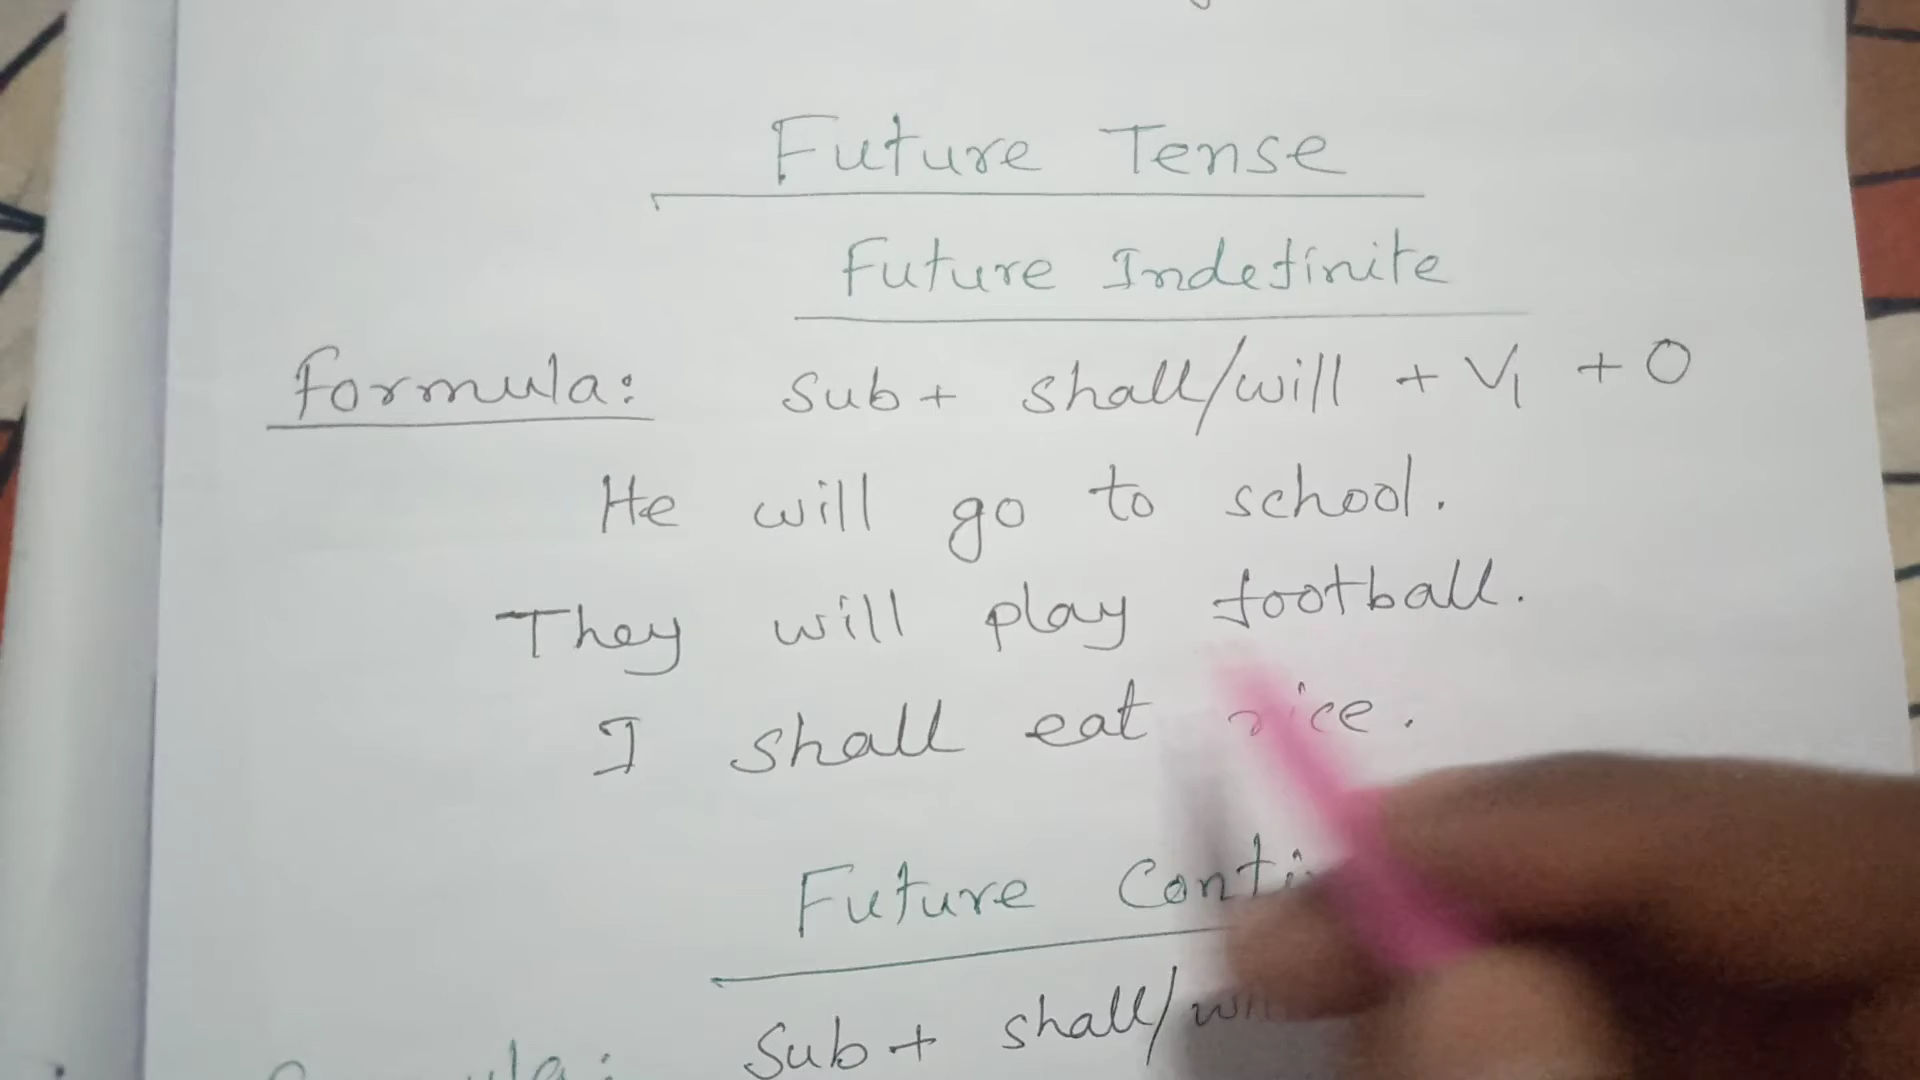 Future Tense
Future Indefinite
Formula: Sub + shall/will + V1 + O
He will go to school.
They will play football.
I shall eat rice.
Future
Sub + shall/